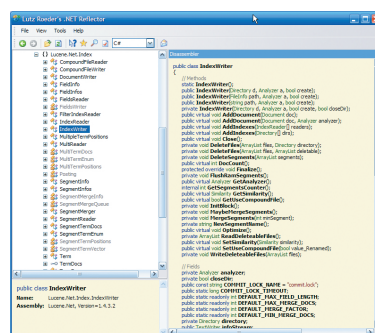 Lutz Roeder's .NET Reflector
File View Tools Help
C#
Lucene.Net.Index
CompoundFileReader
CompoundFileWriter
DocumentWriter
FieldInfo
FieldInfos
FieldsReader
FieldsWriter
FilterIndexReader
IndexReader
IndexWriter
MultipleTermPositions
MultiReader
MultiTermDocs
MultiTermEnum
MultiTermPositions
Posting
SegmentInfo
SegmentInfos
SegmentMergeInfo
SegmentMergeQueue
SegmentMerger
SegmentReader
SegmentTermDocs
SegmentTermEnum
SegmentTermPositions
SegmentTermVector
Term
TermDocs
public class IndexWriter
Name: Lucene.Net.Index.IndexWriter
Assembly: Lucene.Net, Version=1.4.3.2
Disassembler
public class IndexWriter
{
// Methods
static IndexWriter();
public IndexWriter(Directory d, Analyzer a, bool create);
public IndexWriter(FileInfo path, Analyzer a, bool create);
public IndexWriter(string path, Analyzer a, bool create);
private IndexWriter(Directory d, Analyzer a, bool create, bool closeDir);
public virtual void AddDocument(Document doc);
public virtual void AddDocument(Document doc, Analyzer analyzer);
public virtual void AddIndexes(IndexReader[] readers);
public virtual void AddIndexes(Directory[] dirs);
public virtual void Close();
private void DeleteFiles(ArrayList files, Directory directory);
private void DeleteFiles(ArrayList files, ArrayList deletable);
private void DeleteSegments(ArrayList segments);
public virtual int DocCount();
protected override void Finalize();
private void FlushRamSegments();
public virtual Analyzer GetAnalyzer();
internal int GetSegmentsCounter();
public virtual Similarity GetSimilarity();
public virtual bool GetUseCompoundFile();
private void InitBlock();
private void MaybeMergeSegments();
private void MergeSegments(int minSegment);
private string NewSegmentName();
public virtual void Optimize();
private ArrayList ReadDeleteableFiles();
public virtual void SetSimilarity(Similarity similarity);
public virtual void SetUseCompoundFile(bool value_Renamed);
private void WriteDeleteableFiles(ArrayList files);
// Fields
private Analyzer analyzer;
private bool closeDir;
public const string COMMIT_LOCK_NAME = "commit.lock";
public static long COMMIT_LOCK_TIMEOUT;
public static readonly int DEFAULT_MAX_FIELD_LENGTH;
public static readonly int DEFAULT_MAX_MERGE_DOCS;
public static readonly int DEFAULT_MERGE_FACTOR;
public static readonly int DEFAULT_MIN_MERGE_DOCS;
private Directory directory;
public TextWriter infoStream;